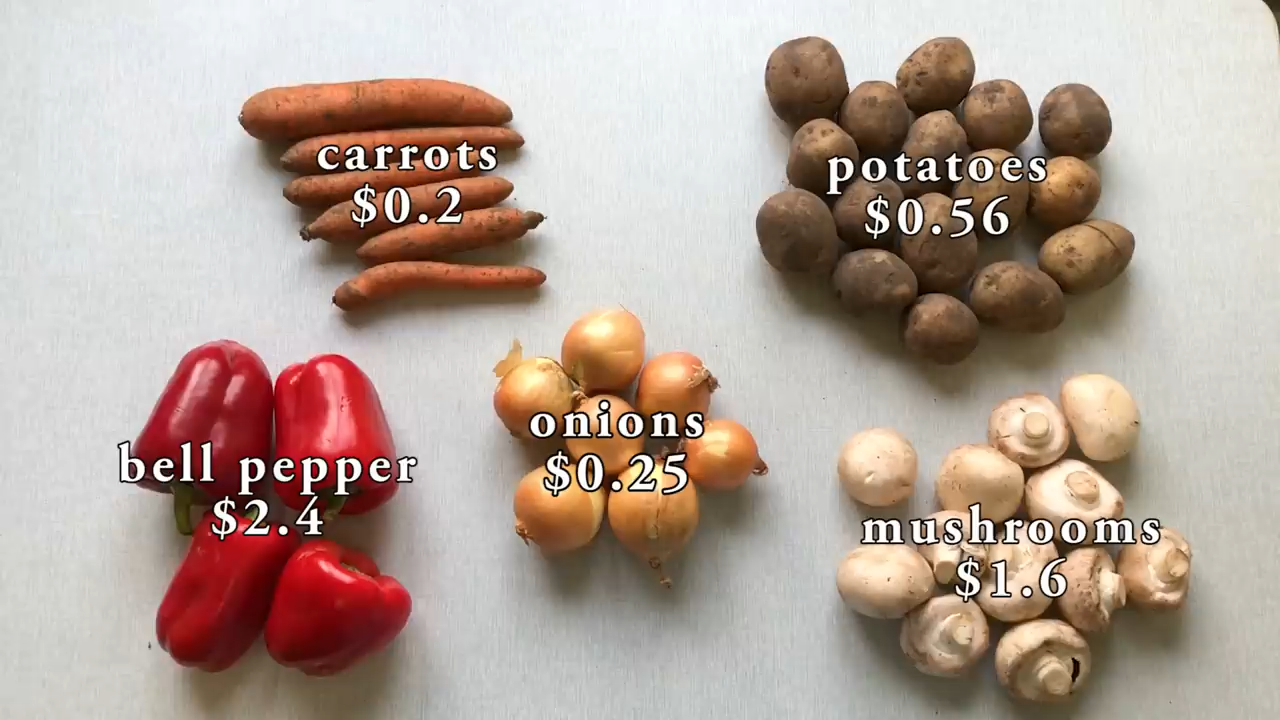 carrots
$0.2
potatoes
$0.56
bell pepper
$2.4
onions
$0.25
mushrooms
$1.6